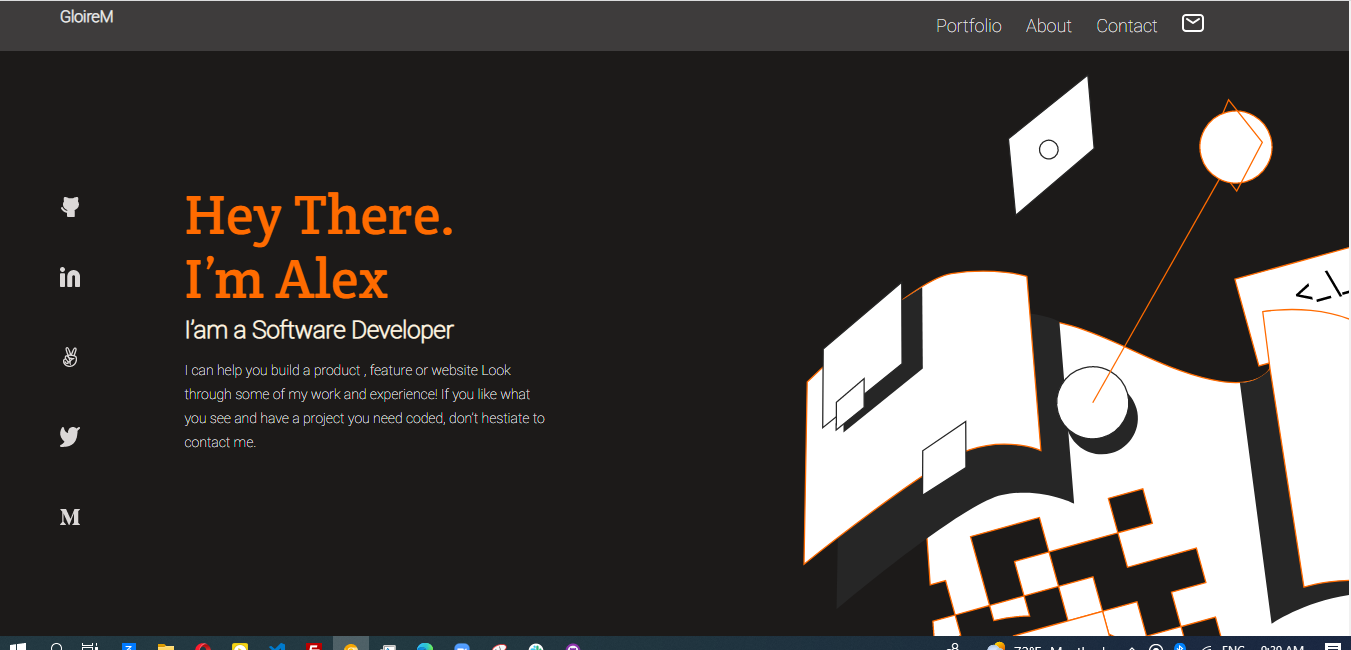 GloireM
Portfolio About Contact
Hey There.
I'm Alex
I'am a Software Developer
I can help you build a product , feature or website Look
through some of my work and experience! If you like what
you see and have a project you need coded, don't hestiate to
contact me.
<_\_